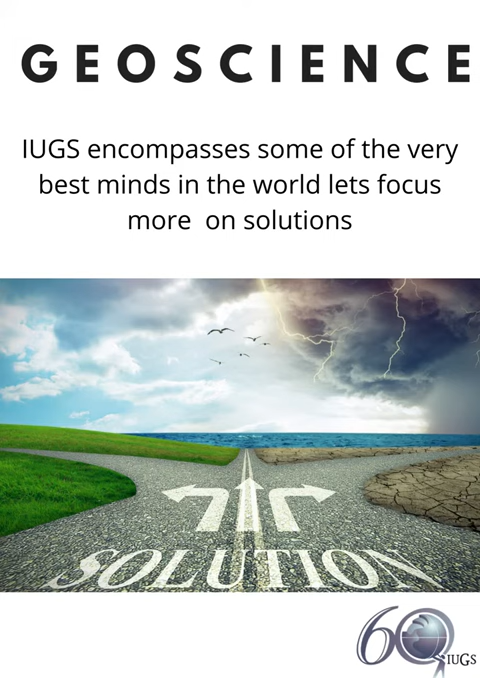 GEOSCIENCE
IUGS encompasses some of the very
best minds in the world lets focus
more  on solutions
SOLUTION
60
IUGS